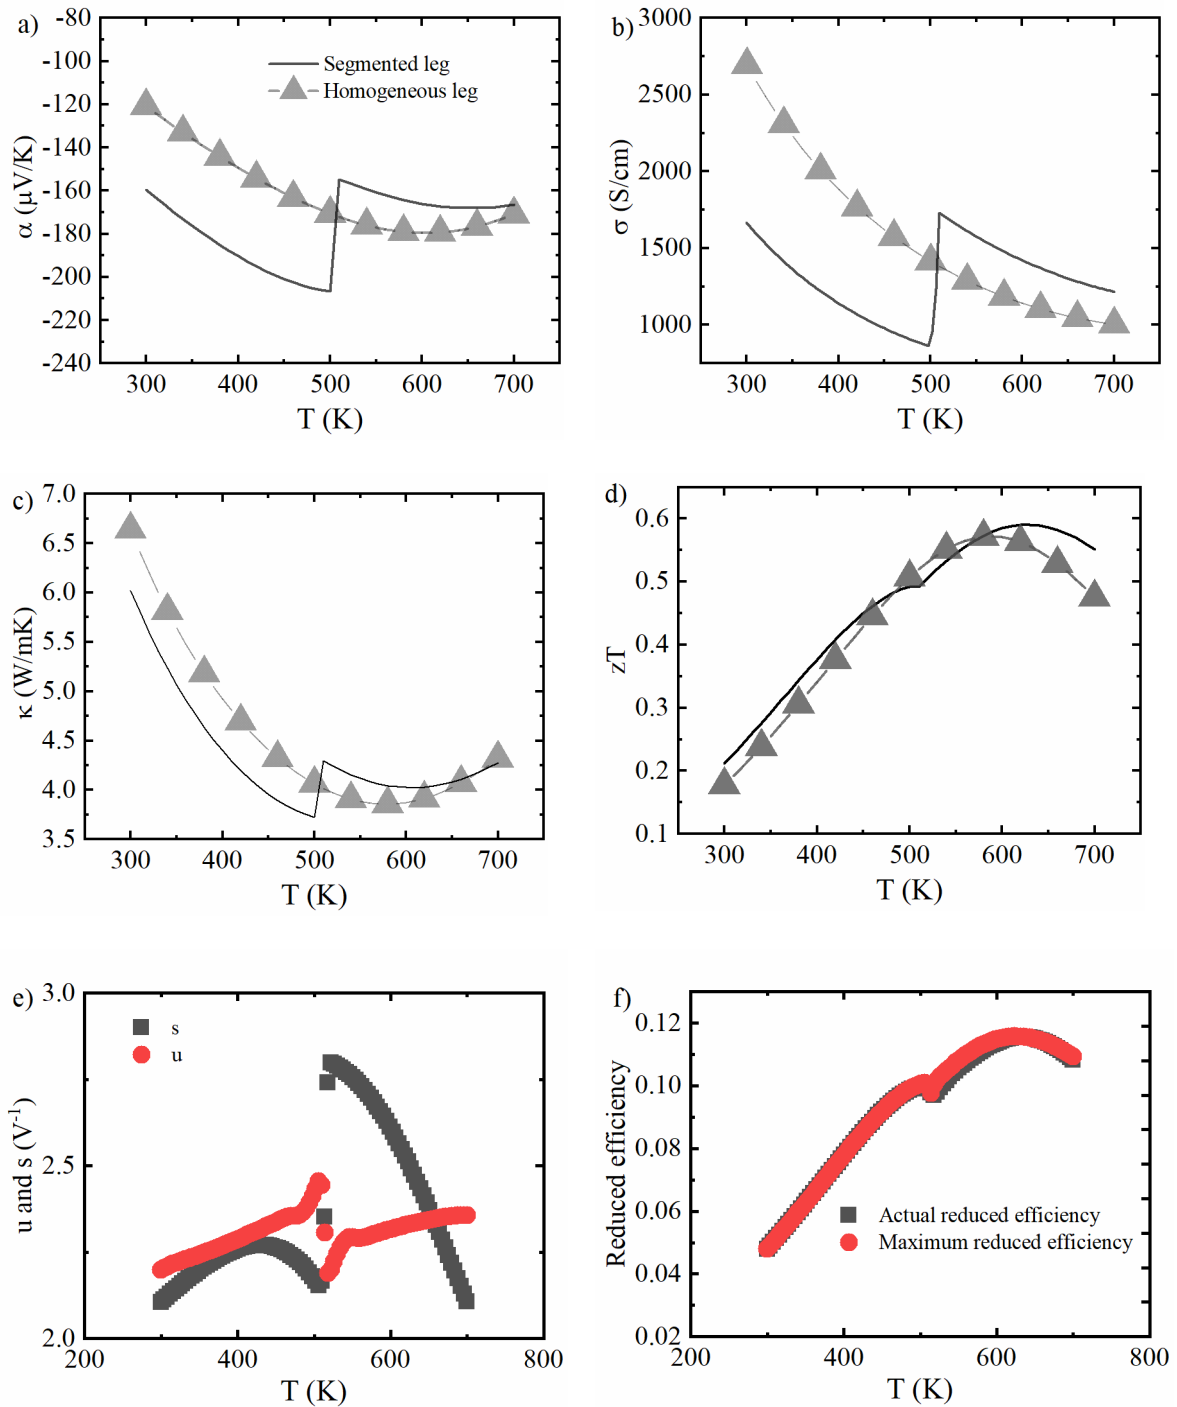 a)
-80
-100
-120
-140
-160
-180
-200
-220
-240
α (μV/K)
Segmented leg
Homogeneous leg
300 400 500 600 700
T (K)
b)
3000
2500
2000
1500
1000
σ (S/cm)
300 400 500 600 700
T (K)
c)
7.0
6.5
6.0
5.5
5.0
4.5
4.0
3.5
κ (W/mK)
300 400 500 600 700
T (K)
d)
0.6
0.5
0.4
0.3
0.2
0.1
zT
300 400 500 600 700
T (K)
e)
3.0
2.5
2.0
u and s (V-1)
s
u
200 400 600 800
T (K)
f)
0.12
0.10
0.08
0.06
0.04
0.02
Reduced efficiency
Actual reduced efficiency
Maximum reduced efficiency
200 400 600 800
T (K)